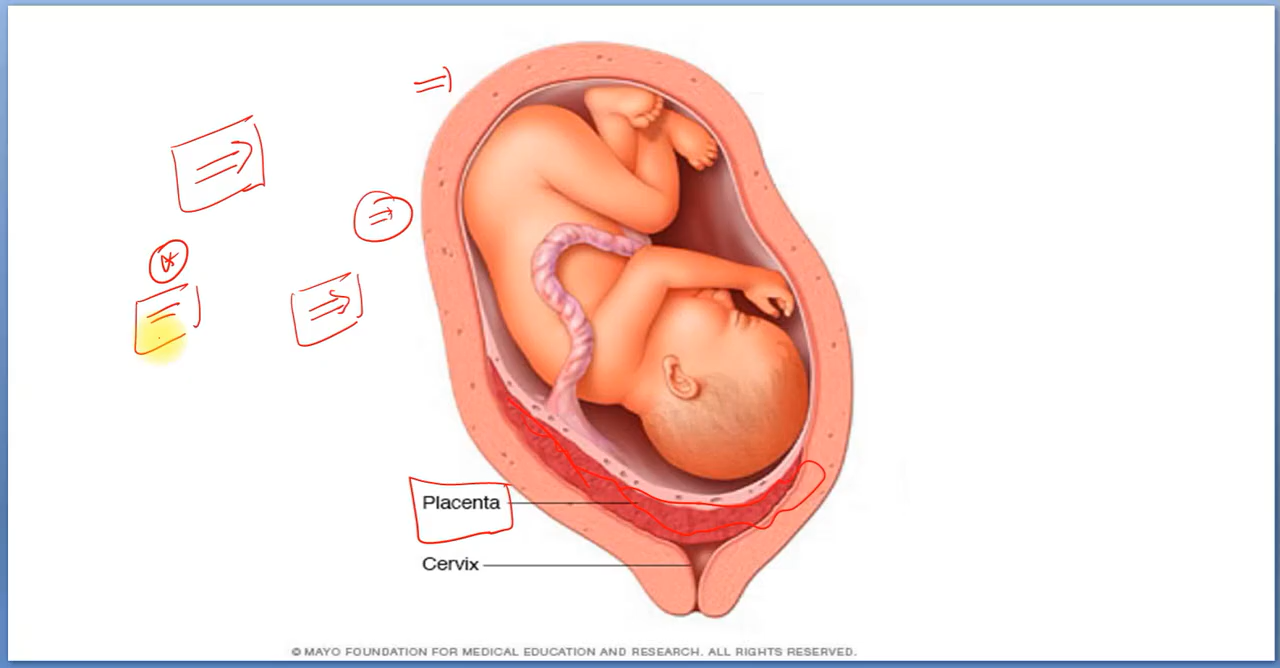 Placenta
Cervix
© MAYO FOUNDATION FOR MEDICAL EDUCATION AND RESEARCH. ALL RIGHTS RESERVED.